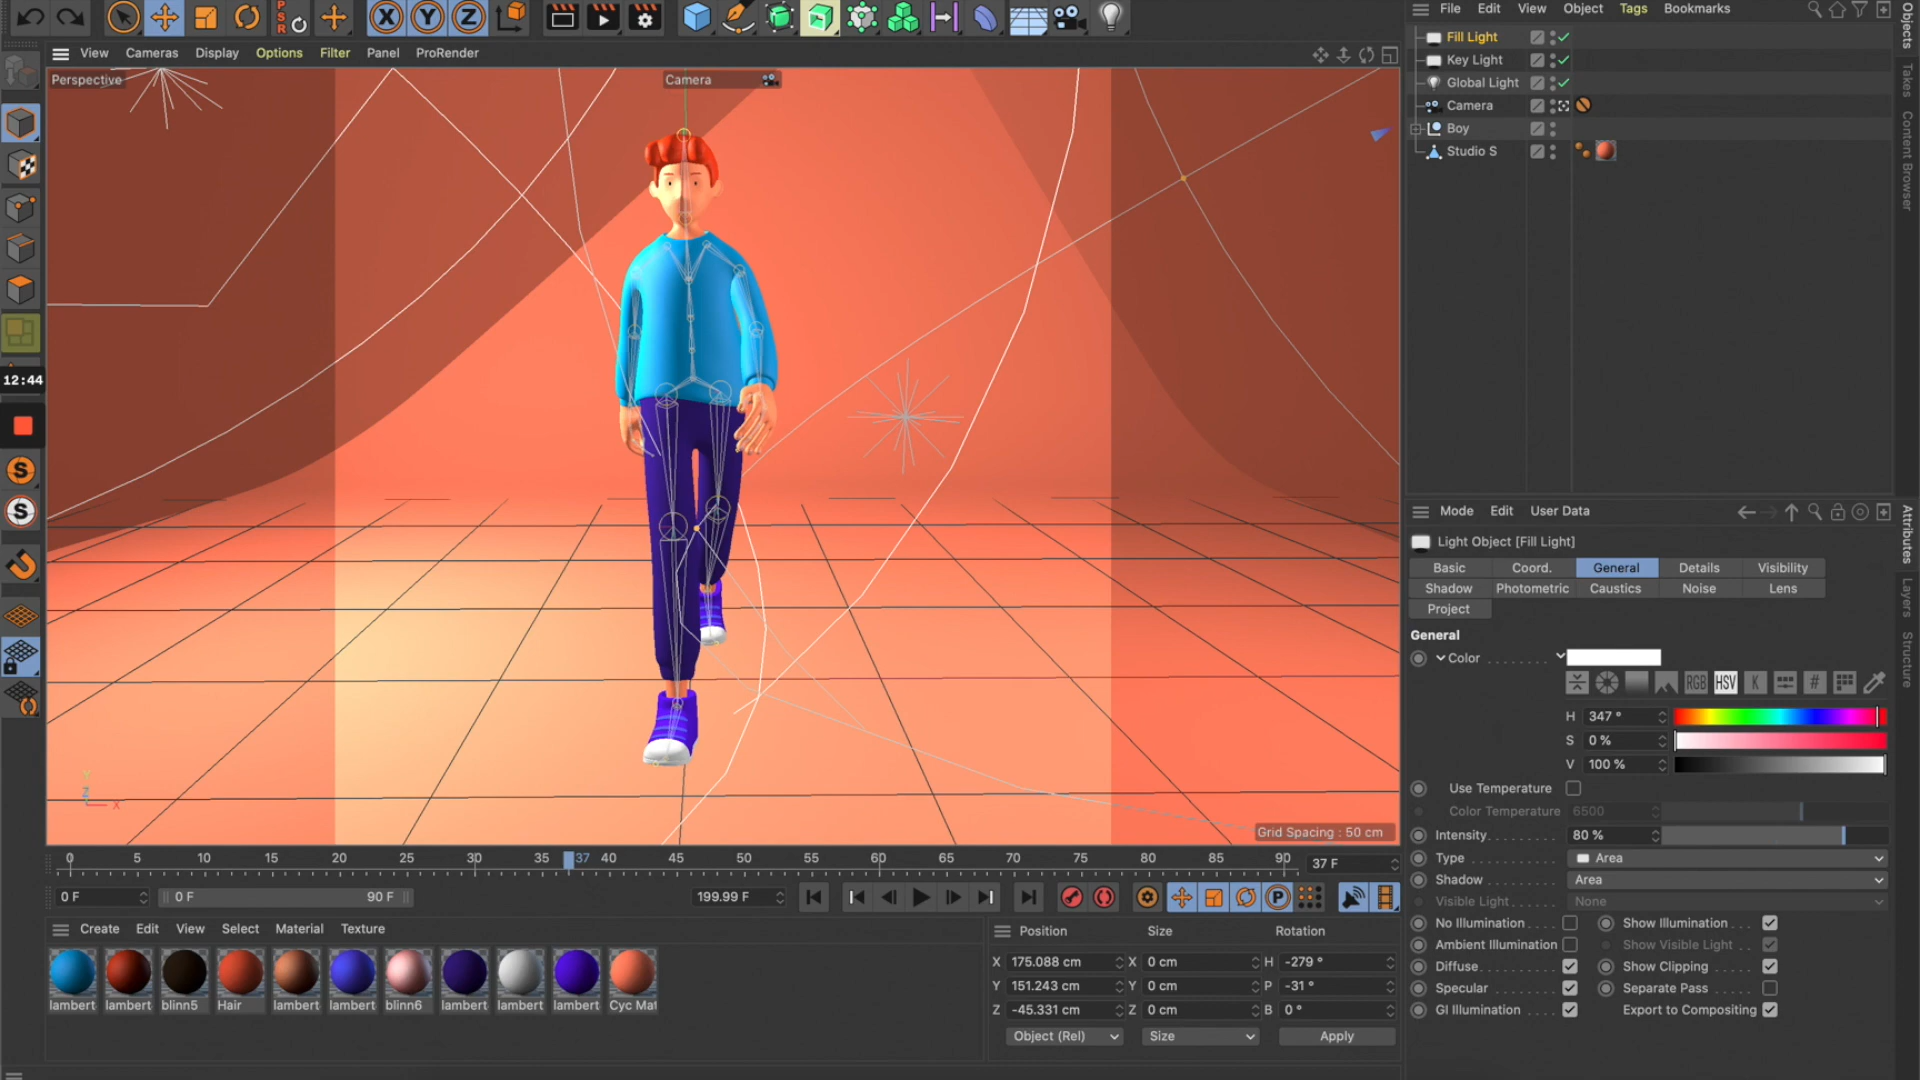 PSR
X Y Z
View Cameras Display Options Filter Panel ProRender
Perspective
Camera
12:44
S
S
Y
Z
X
Grid Spacing : 50 cm
0 5 10 15 20 25 30 35 37 40 45 50 55 60 65 70 75 80 85 90
37 F
0 F 0 F 90 F 199.99 F
P
Create Edit View Select Material Texture
lambert lambert blinn5 Hair lambert lambert blinn6 lambert lambert lambert Cyc Mat
Position Size Rotation
X 175.088 cm X 0 cm H -279 °
Y 151.243 cm Y 0 cm P -31 °
Z -45.331 cm Z 0 cm B 0 °
Object (Rel) Size Apply
File Edit View Object Tags Bookmarks
Fill Light
Key Light
Global Light
Camera
Boy
Studio S
Objects
Takes
Content Browser
Mode Edit User Data
Light Object [Fill Light]
Basic Coord. General Details Visibility
Shadow Photometric Caustics Noise Lens
Project
General
Color
RGB HSV K #
H 347 °
S 0 %
V 100 %
Use Temperature
Color Temperature 6500
Intensity 80 %
Type Area
Shadow Area
Visible Light None
No Illumination Show Illumination
Ambient Illumination Show Visible Light
Diffuse Show Clipping
Specular Separate Pass
GI Illumination Export to Compositing
Attributes
Layers
Structure